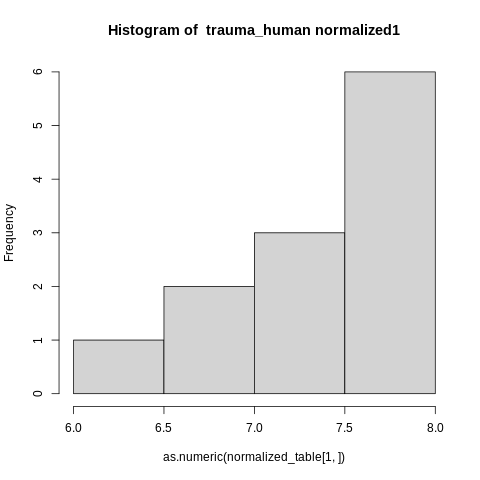 Histogram of  trauma_human normalized1
Frequency
6
5
4
3
2
1
0
6.0 6.5 7.0 7.5 8.0
as.numeric(normalized_table[1, ])